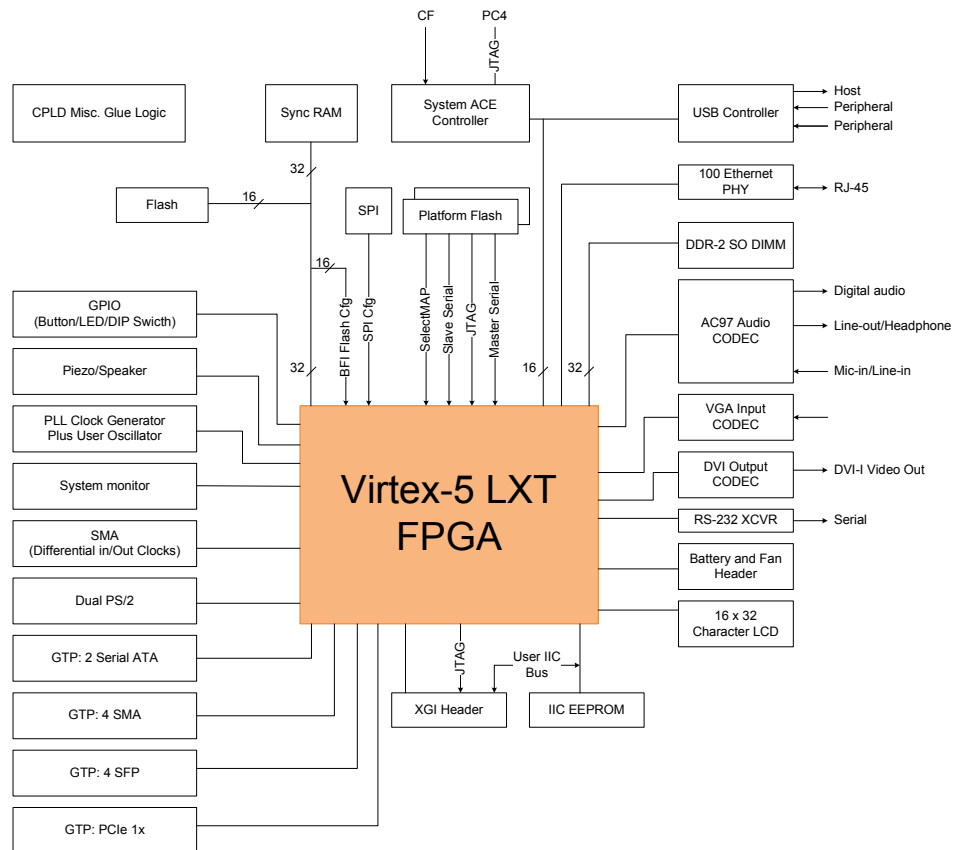 CF
PC4
JTAG
CPLD Misc. Glue Logic
Sync RAM
System ACE
Controller
USB Controller
Host
Peripheral
Peripheral
32
100 Ethernet
PHY
RJ-45
Flash
16
SPI
Platform Flash
DDR-2 SO DIMM
16
BFI Flash Cfg
SPI Cfg
SelectMAP
Slave Serial
JTAG
Master Serial
GPIO
(Button/LED/DIP Swicth)
AC97 Audio
CODEC
Digital audio
Line-out/Headphone
Mic-in/Line-in
32
16
32
Piezo/Speaker
PLL Clock Generator
Plus User Oscillator
VGA Input
CODEC
System monitor
Virtex-5 LXT
FPGA
DVI Output
CODEC
DVI-I Video Out
RS-232 XCVR
Serial
SMA
(Differential in/Out Clocks)
Battery and Fan
Header
Dual PS/2
16 x 32
Character LCD
GTP: 2 Serial ATA
JTAG
User IIC
Bus
GTP: 4 SMA
XGI Header
IIC EEPROM
GTP: 4 SFP
GTP: PCIe 1x